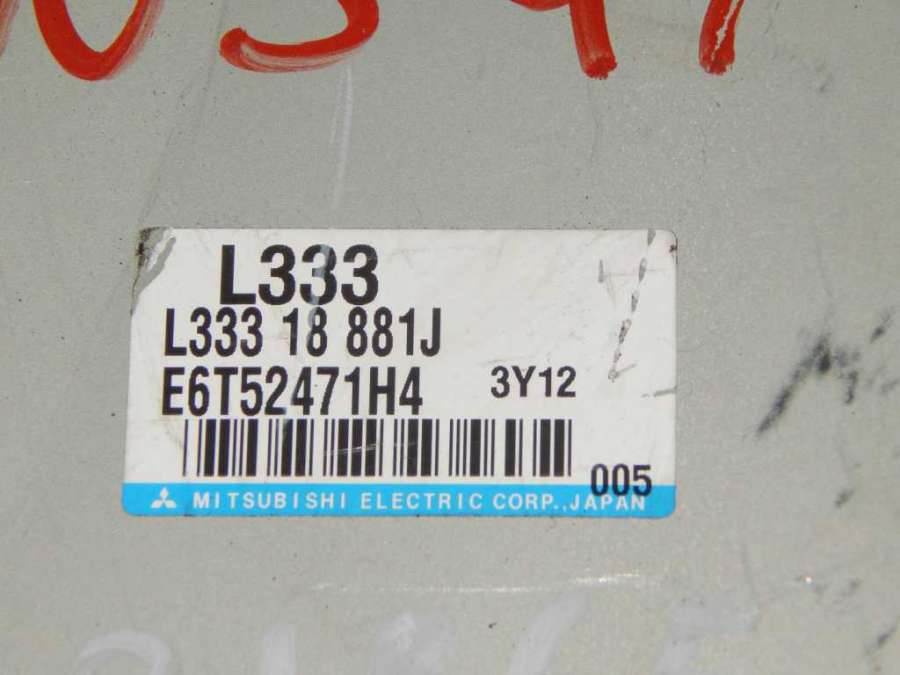 L333
L333 18 881J
E6T52471H4 3Y12
005
MITSUBISHI ELECTRIC CORP.,JAPAN